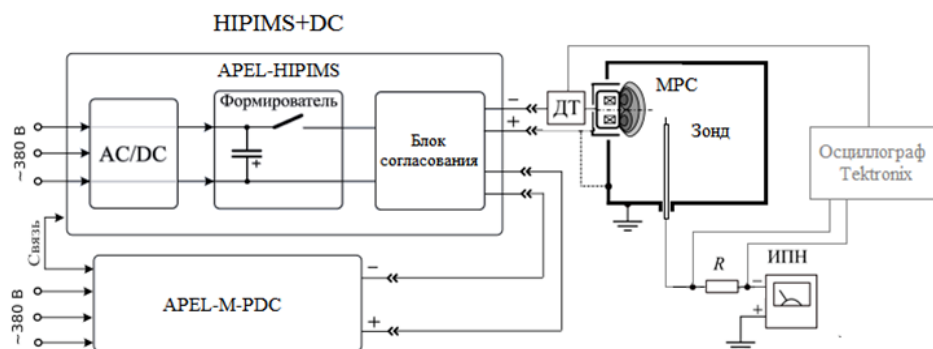 HIPIMS+DC
APEL-HIPIMS
Формирователь
~380 В
AC/DC
+
Блок
согласования
−
+
ДТ
МРС
Зонд
Осциллограф
Tektronix
Связь
~380 В
APEL-M-PDC
−
+
R
ИПН
−
+